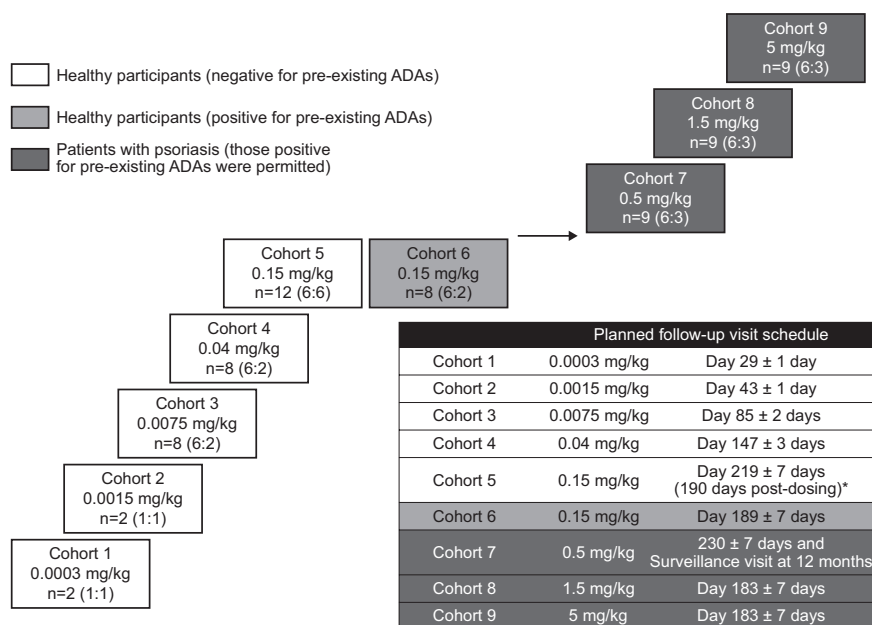 Healthy participants (negative for pre-existing ADAs)
Healthy participants (positive for pre-existing ADAs)
Patients with psoriasis (those positive
for pre-existing ADAs were permitted)
Cohort 9
5 mg/kg
n=9 (6:3)
Cohort 8
1.5 mg/kg
n=9 (6:3)
Cohort 7
0.5 mg/kg
n=9 (6:3)
Cohort 5
0.15 mg/kg
n=12 (6:6)
Cohort 6
0.15 mg/kg
n=8 (6:2)
Cohort 4
0.04 mg/kg
n=8 (6:2)
Cohort 3
0.0075 mg/kg
n=8 (6:2)
Cohort 2
0.0015 mg/kg
n=2 (1:1)
Cohort 1
0.0003 mg/kg
n=2 (1:1)
Planned follow-up visit schedule
Cohort 1 0.0003 mg/kg Day 29 ± 1 day
Cohort 2 0.0015 mg/kg Day 43 ± 1 day
Cohort 3 0.0075 mg/kg Day 85 ± 2 days
Cohort 4 0.04 mg/kg Day 147 ± 3 days
Cohort 5 0.15 mg/kg Day 219 ± 7 days
(190 days post-dosing)*
Cohort 6 0.15 mg/kg Day 189 ± 7 days
Cohort 7 0.5 mg/kg 230 ± 7 days and
Surveillance visit at 12 months
Cohort 8 1.5 mg/kg Day 183 ± 7 days
Cohort 9 5 mg/kg Day 183 ± 7 days